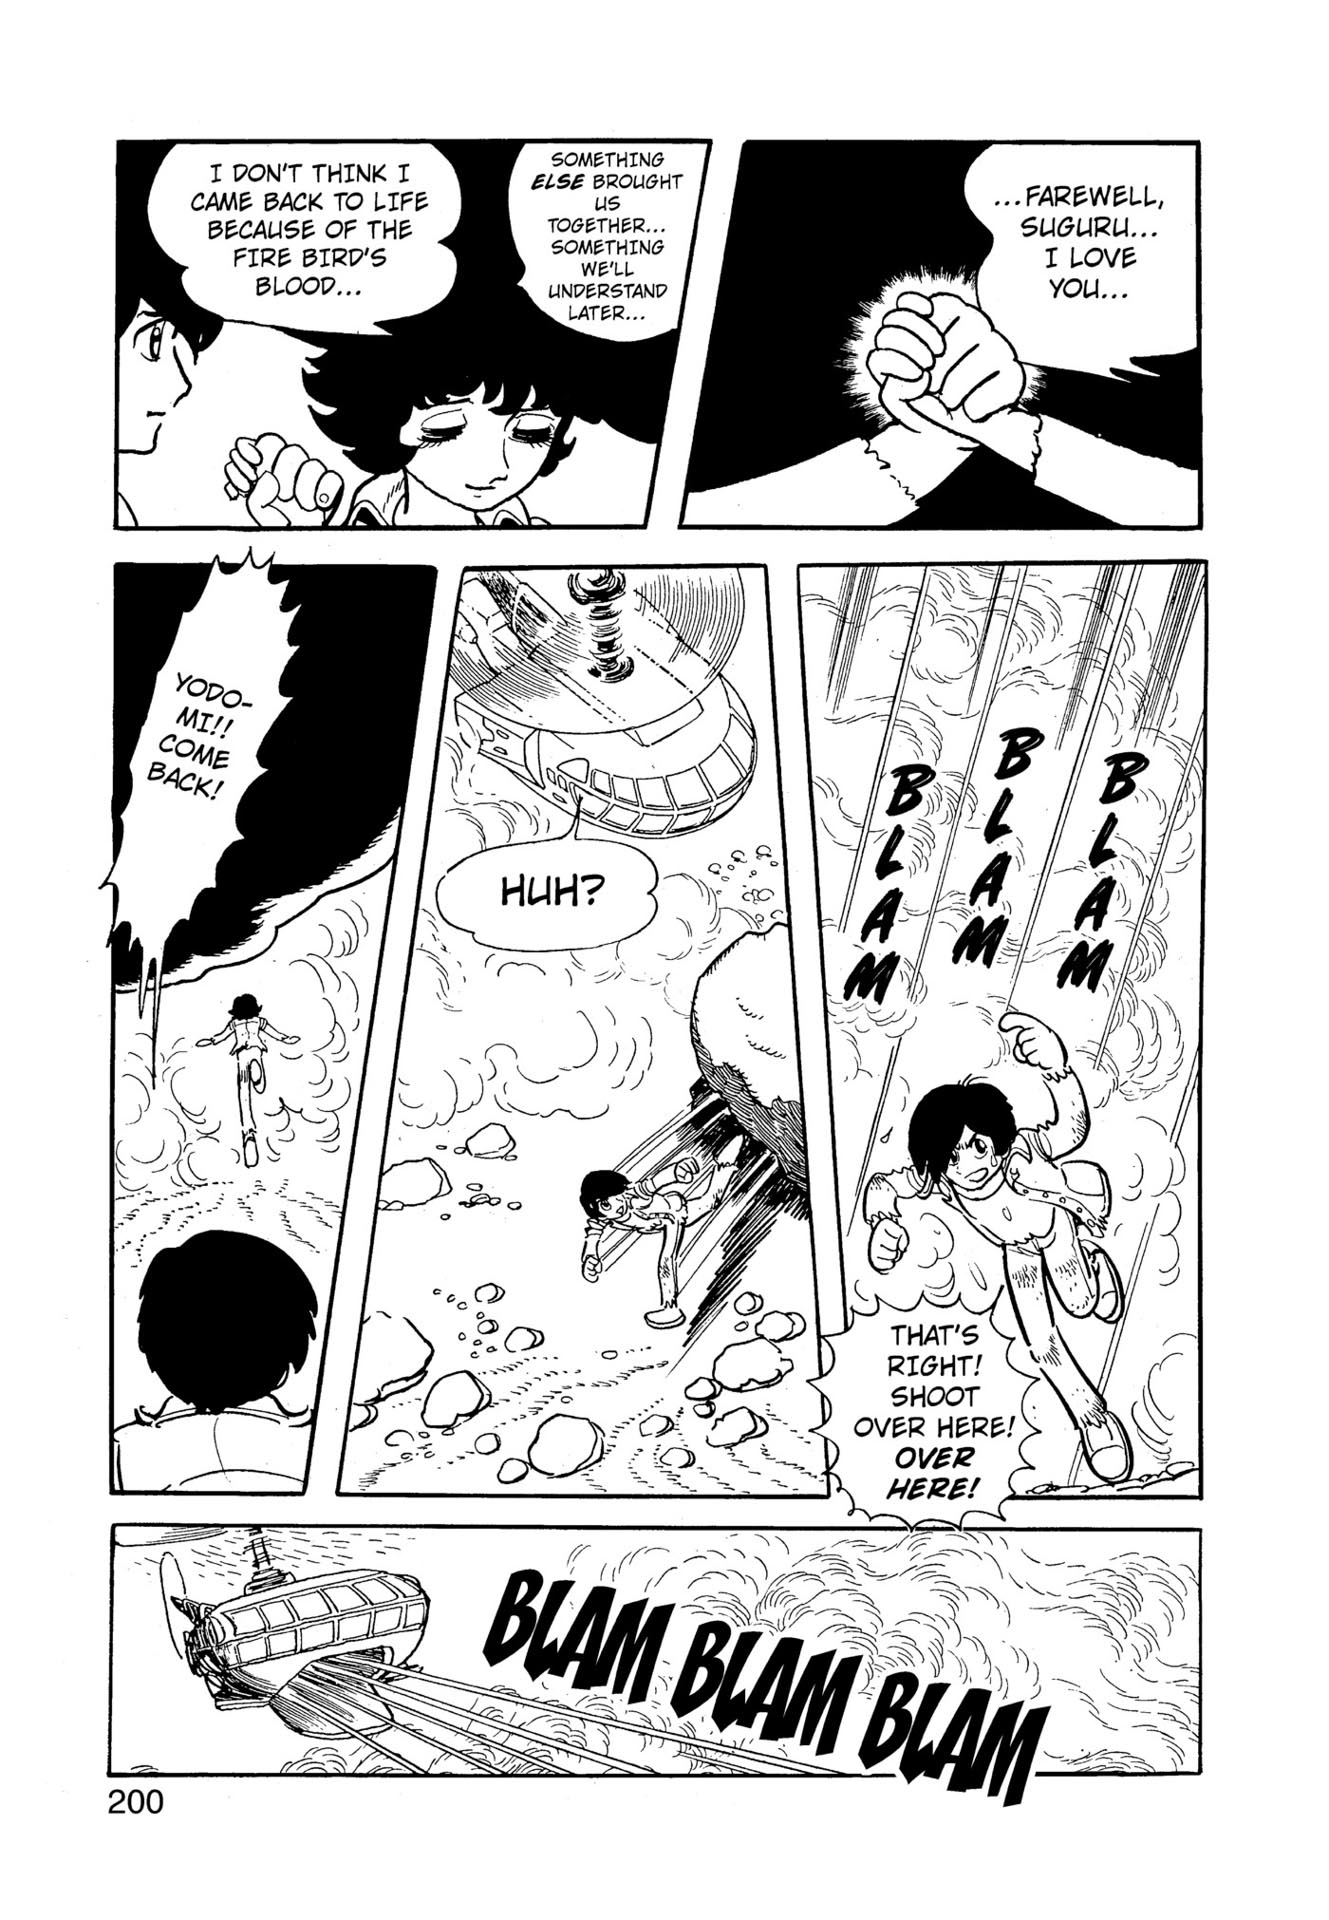 I DON'T THINK I
CAME BACK TO LIFE
BECAUSE OF THE
FIRE BIRD'S
BLOOD...
SOMETHING
ELSE BROUGHT
US
TOGETHER...
SOMETHING
WE'LL
UNDERSTAND
LATER...
...FAREWELL,
SUGURU...
I LOVE
YOU...
YODO-
MI!!
COME
BACK!
HUH?
BLAM
BLAM
BLAM
THAT'S
RIGHT!
SHOOT
OVER HERE!
OVER
HERE!
BLAM BLAM BLAM
200